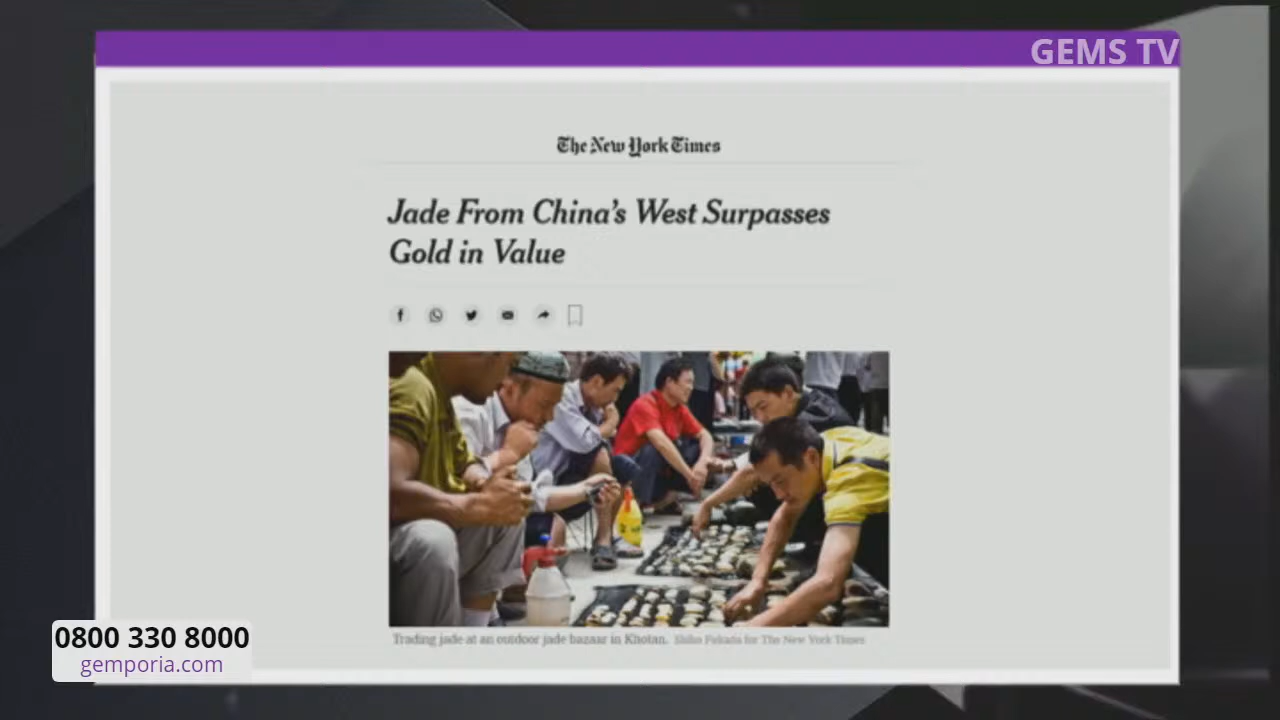 GEMS TV
The New York Times
Jade From China's West Surpasses
Gold in Value
Trading jade at an outdoor jade bazaar in Khotan. Shiho Fukada for The New York Times
0800 330 8000
gemporia.com